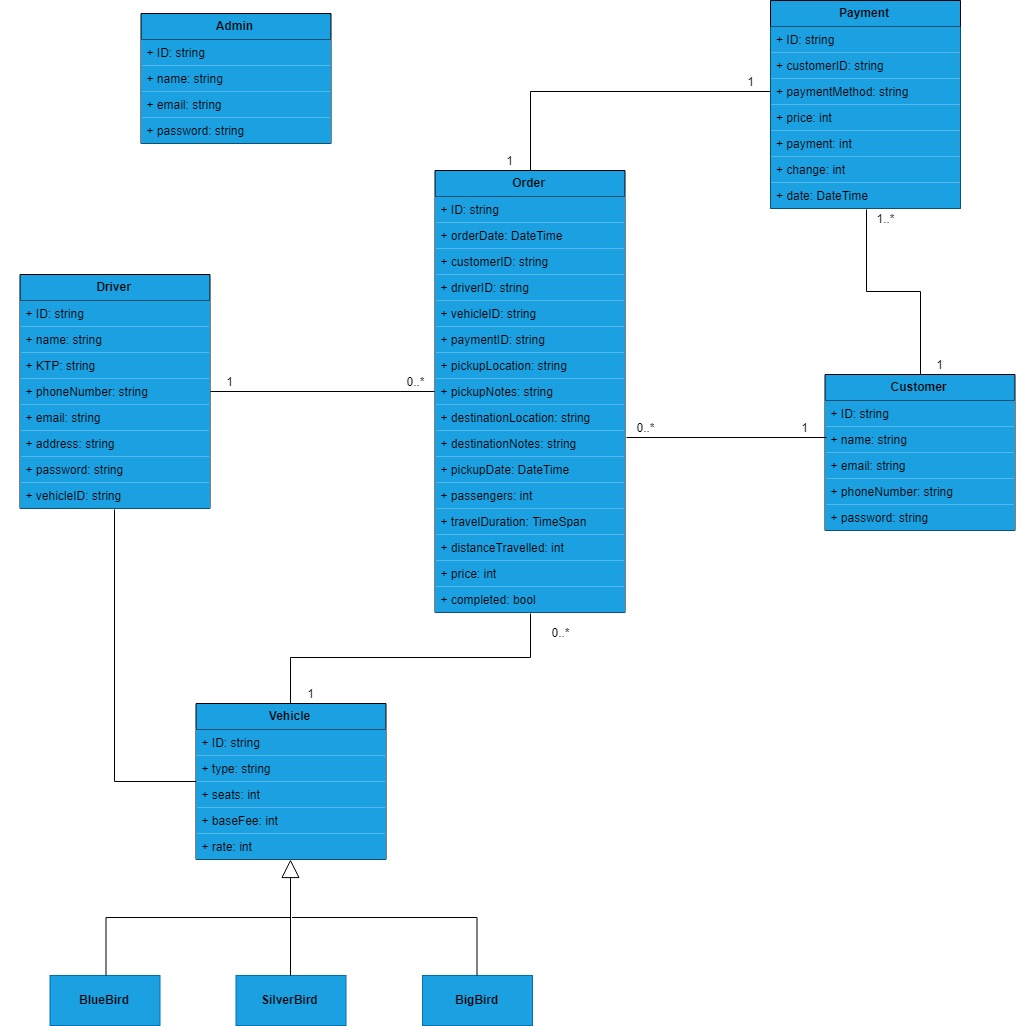 Admin
+ ID: string
+ name: string
+ email: string
+ password: string
Payment
+ ID: string
+ customerID: string
+ paymentMethod: string
+ price: int
+ payment: int
+ change: int
+ date: DateTime
1
1
1..*
1
Order
+ ID: string
+ orderDate: DateTime
+ customerID: string
+ driverID: string
+ vehicleID: string
+ paymentID: string
+ pickupLocation: string
+ pickupNotes: string
+ destinationLocation: string
+ destinationNotes: string
+ pickupDate: DateTime
+ passengers: int
+ travelDuration: TimeSpan
+ distanceTravelled: int
+ price: int
+ completed: bool
Driver
+ ID: string
+ name: string
+ KTP: string
+ phoneNumber: string
+ email: string
+ address: string
+ password: string
+ vehicleID: string
1
0..*
0..*
1
Customer
+ ID: string
+ name: string
+ email: string
+ phoneNumber: string
+ password: string
0..*
1
Vehicle
+ ID: string
+ type: string
+ seats: int
+ baseFee: int
+ rate: int
BlueBird
SilverBird
BigBird